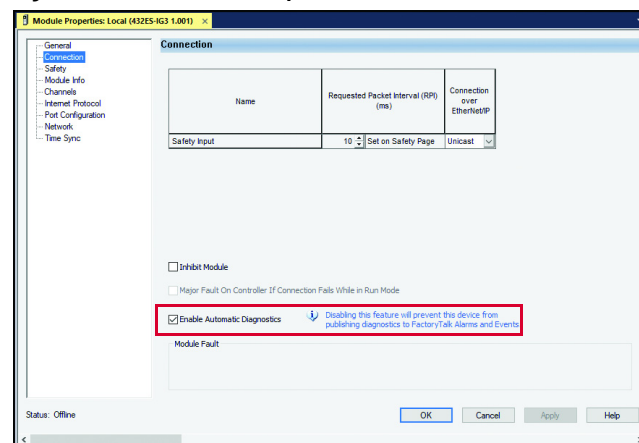 Module Properties: Local (432ES-IG3 1.001) ×
General
Connection
Safety
Module Info
Channels
Internet Protocol
Port Configuration
Network
Time Sync
Connection
Name
Requested Packet Interval (RPI)
(ms)
Connection
over
EtherNet/IP
Safety Input
10
Set on Safety Page
Unicast
Inhibit Module
Major Fault On Controller If Connection Fails While in Run Mode
Enable Automatic Diagnostics
Disabling this feature will prevent this device from
publishing diagnostics to FactoryTalk Alarms and Events
Module Fault
Status: Offline
OK
Cancel
Apply
Help